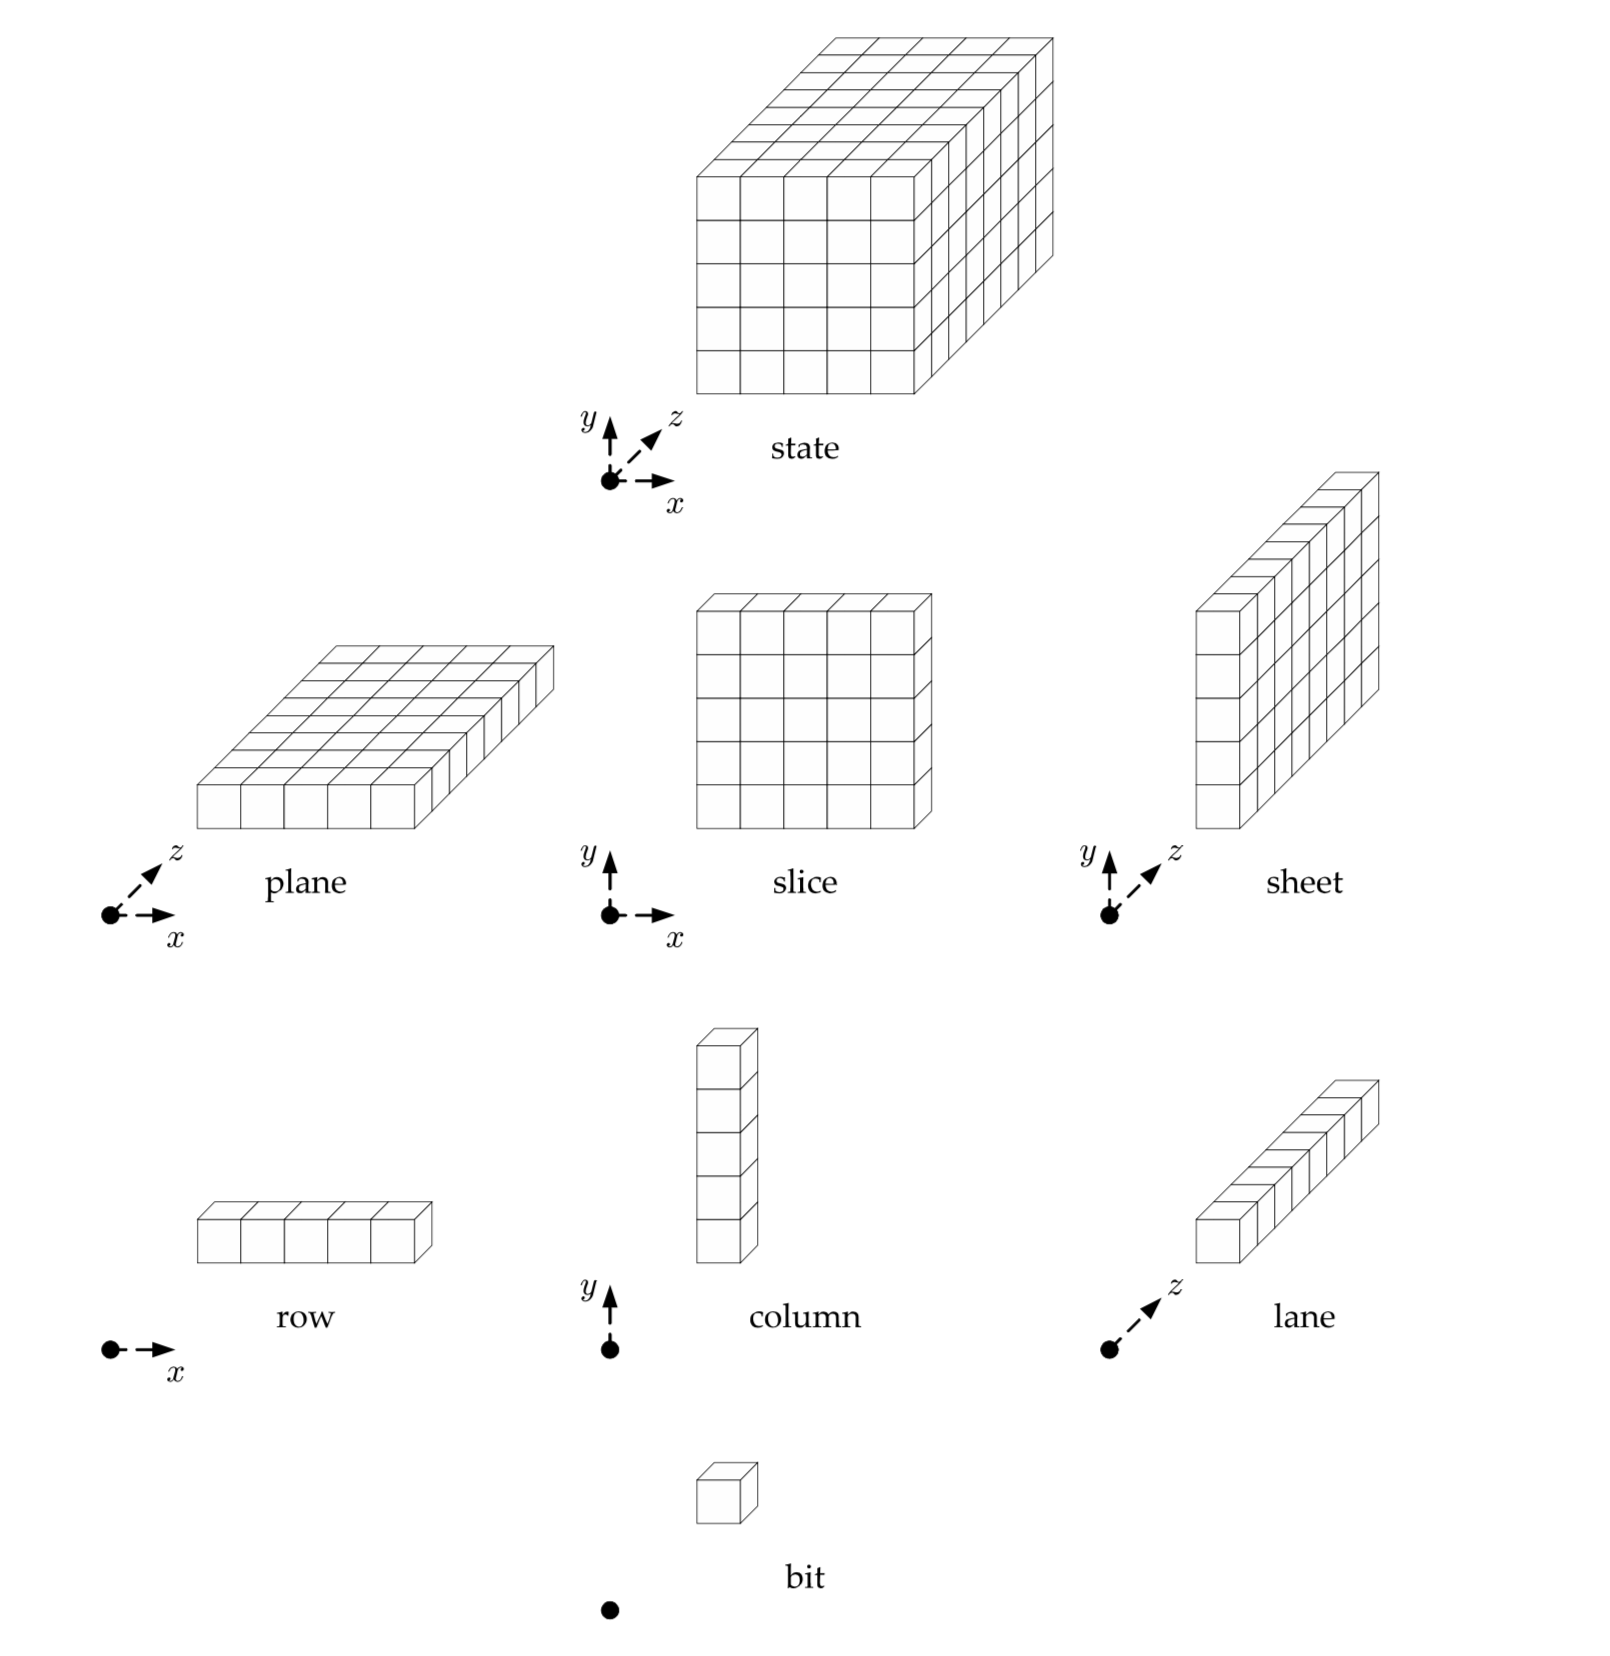 y z
state
x
z
plane
x
y
slice
x
y z
sheet
row
x
y
column
z
lane
bit